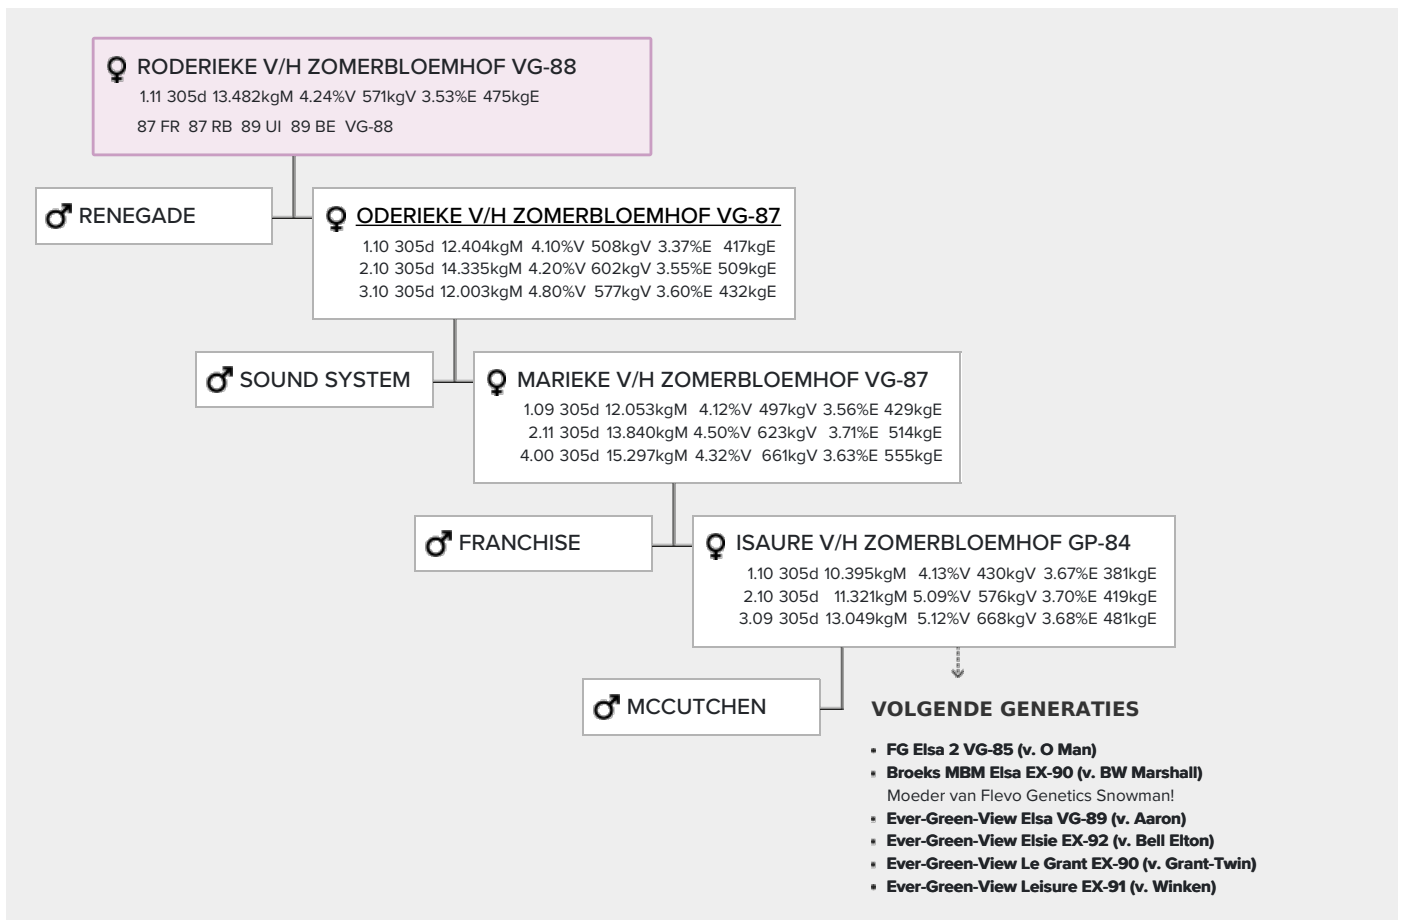 RODERIEKE V/H ZOMERBLOEMHOF VG-88
1.11 305d 13.482kgM 4.24%V 571kgV 3.53%E 475kgE
87 FR 87 RB 89 UI 89 BE VG-88
RENEGADE
ODERIEKE V/H ZOMERBLOEMHOF VG-87
1.10 305d 12.404kgM 4.10%V 508kgV 3.37%E 417kgE
2.10 305d 14.335kgM 4.20%V 602kgV 3.55%E 509kgE
3.10 305d 12.003kgM 4.80%V 577kgV 3.60%E 432kgE
SOUND SYSTEM
MARIEKE V/H ZOMERBLOEMHOF VG-87
1.09 305d 12.053kgM 4.12%V 497kgV 3.56%E 429kgE
2.11 305d 13.840kgM 4.50%V 623kgV 3.71%E 514kgE
4.00 305d 15.297kgM 4.32%V 661kgV 3.63%E 555kgE
FRANCHISE
ISAURE V/H ZOMERBLOEMHOF GP-84
1.10 305d 10.395kgM 4.13%V 430kgV 3.67%E 381kgE
2.10 305d 11.321kgM 5.09%V 576kgV 3.70%E 419kgE
3.09 305d 13.049kgM 5.12%V 668kgV 3.68%E 481kgE
MCCUTCHEN
VOLGENDE GENERATIES
▪ FG Elsa 2 VG-85 (v. O Man)
▪ Broeks MBM Elsa EX-90 (v. BW Marshall)
Moeder van Flevo Genetics Snowman!
▪ Ever-Green-View Elsa VG-89 (v. Aaron)
▪ Ever-Green-View Elsie EX-92 (v. Bell Elton)
▪ Ever-Green-View Le Grant EX-90 (v. Grant-Twin)
▪ Ever-Green-View Leisure EX-91 (v. Winken)